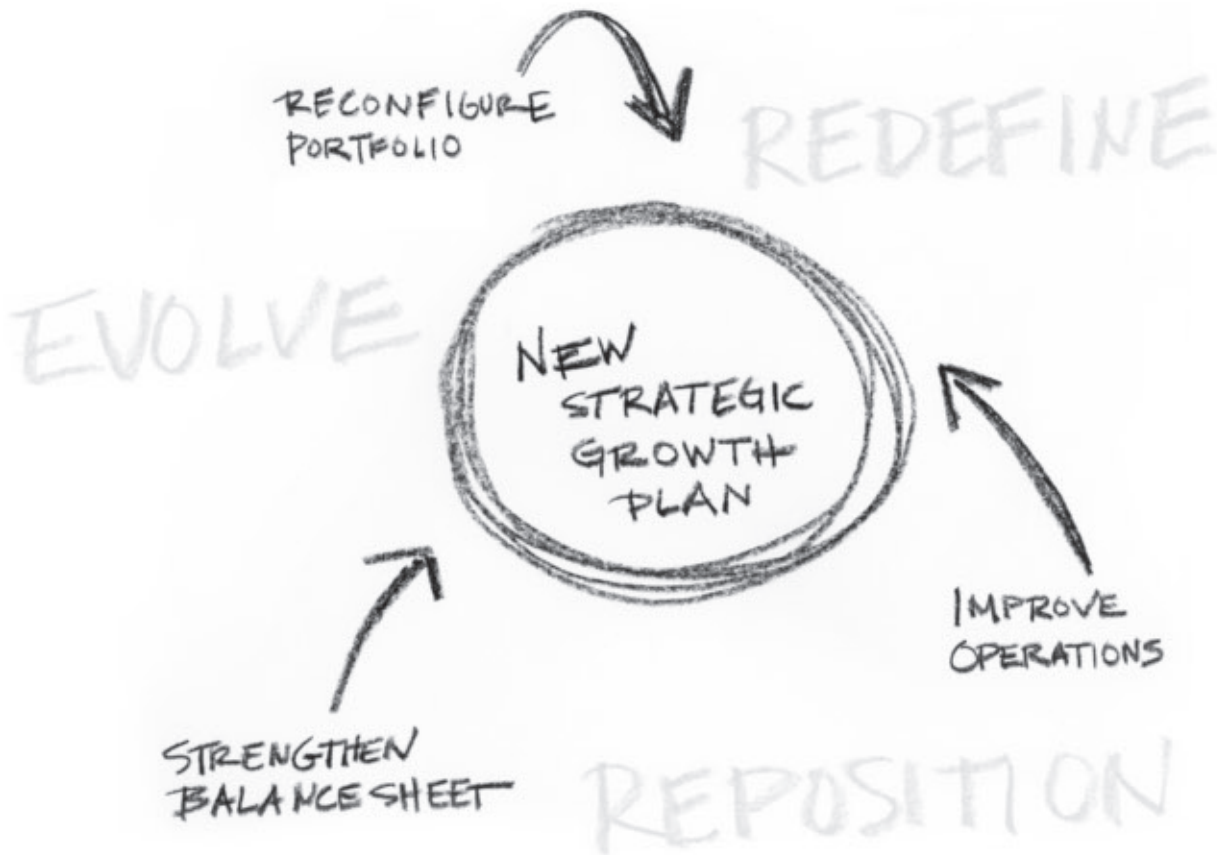 RECONFIGURE
PORTFOLIO
REDEFINE
EVOLVE
NEW
STRATEGIC
GROWTH
PLAN
IMPROVE
OPERATIONS
STRENGTHEN
BALANCE SHEET
REPOSITION